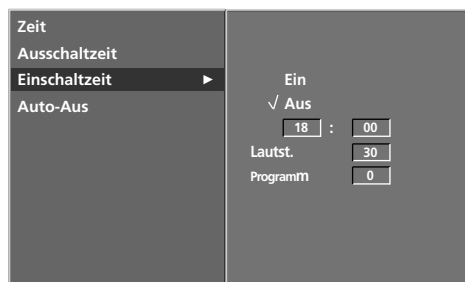 Zeit
Ausschaltzeit
Einschaltzeit ►
Auto-Aus
Ein
√ Aus
18 : 00
Lautst. 30
Programm 0